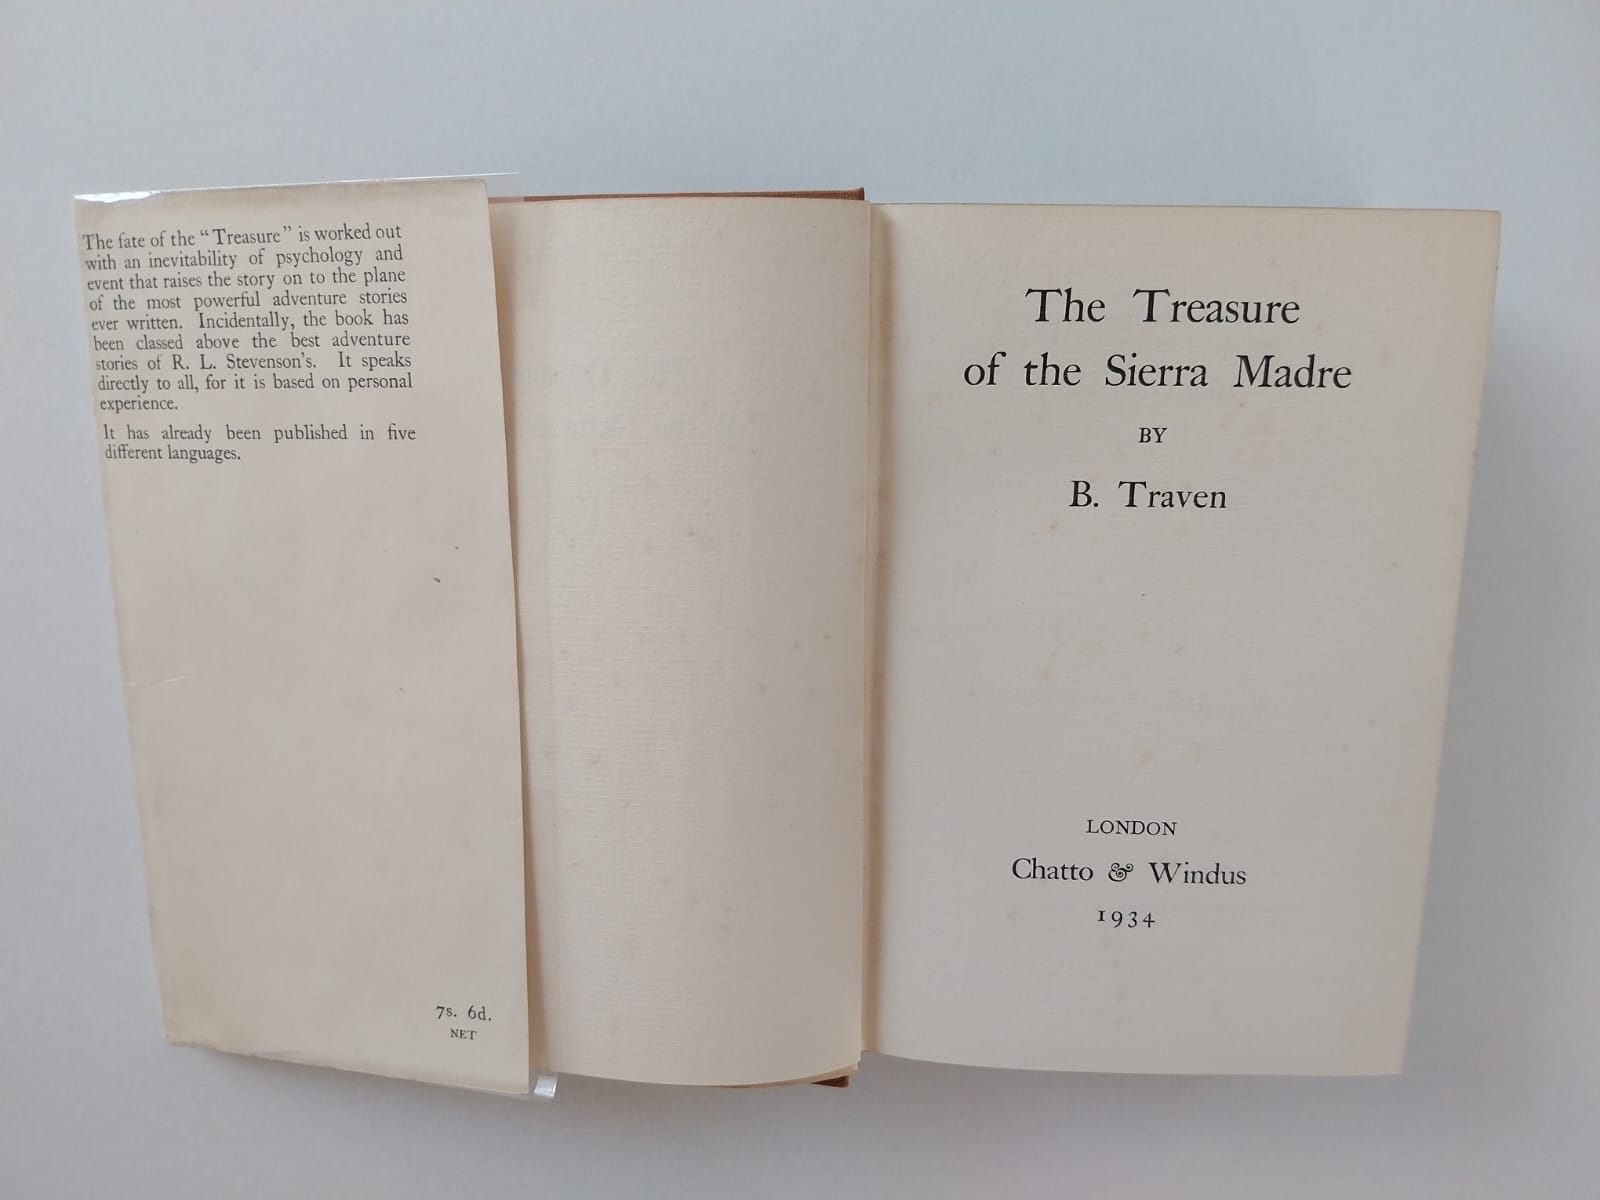 The fate of the “Treasure” is worked out
with an inevitability of psychology and
event that raises the story on to the plane
of the most powerful adventure stories
ever written. Incidentally, the book has
been classed above the best adventure
stories of R. L. Stevenson's. It speaks
directly to all, for it is based on personal
experience.
It has already been published in five
different languages.
7s. 6d.
NET
The Treasure
of the Sierra Madre
BY
B. Traven
LONDON
Chatto & Windus
1934